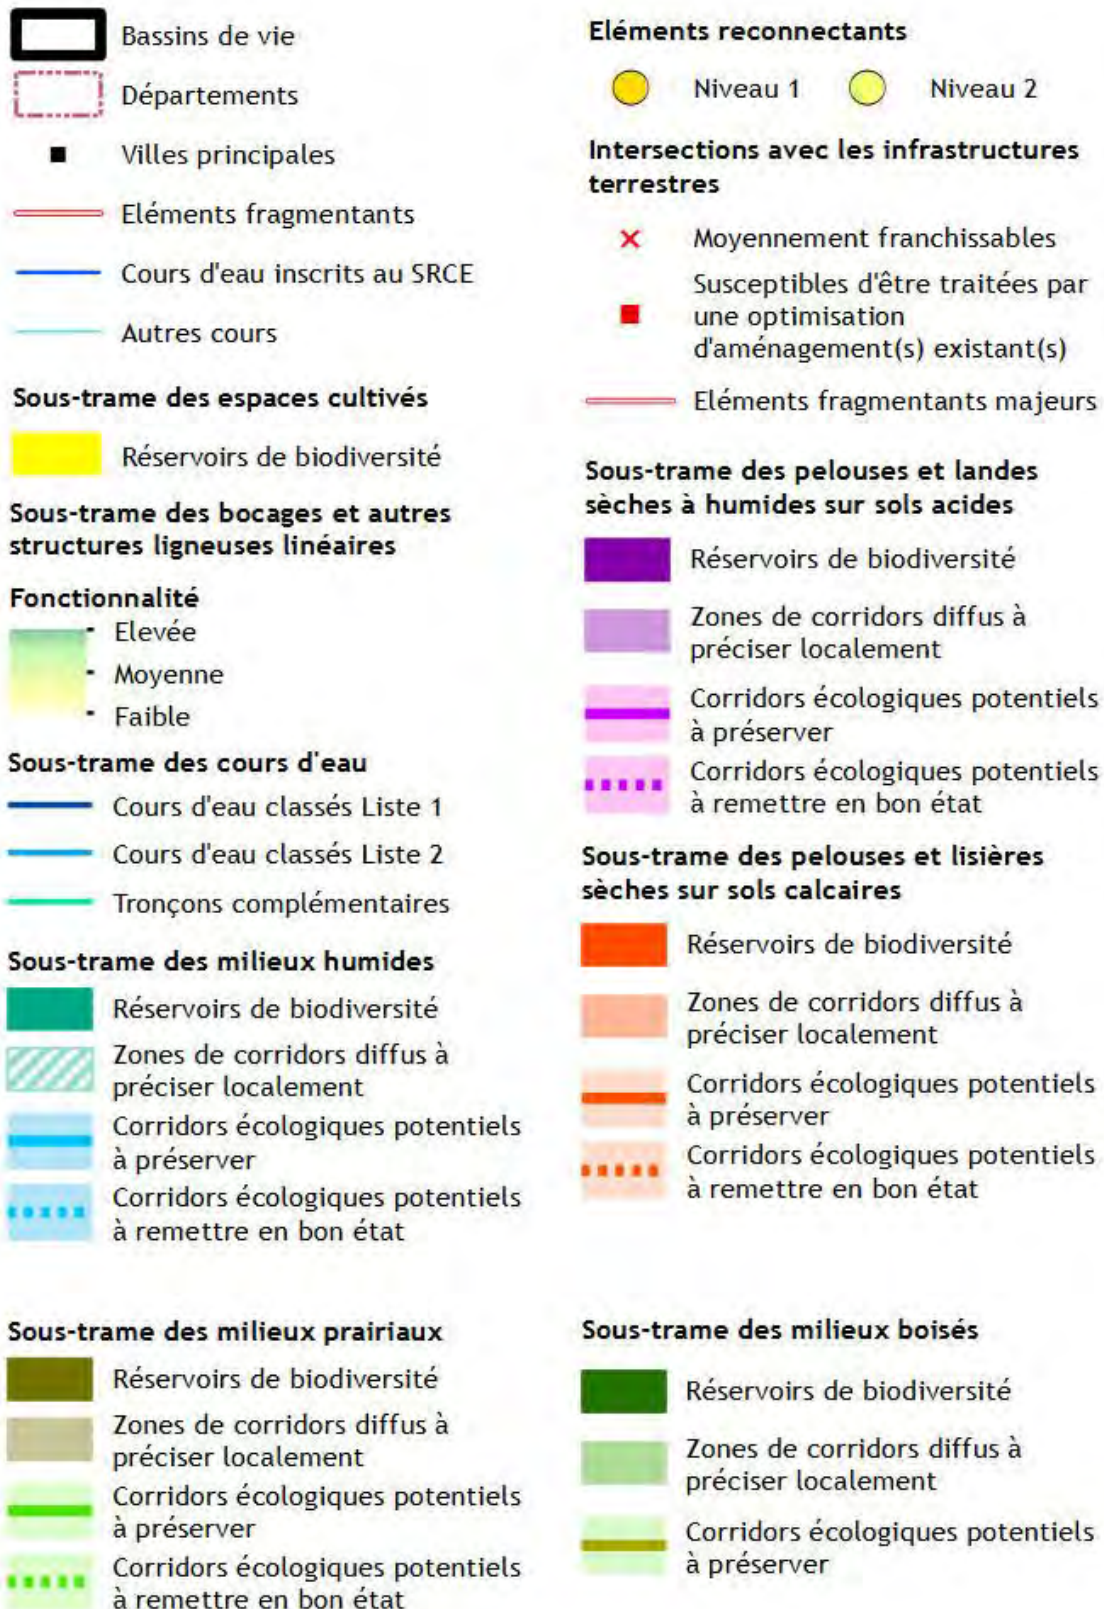 Bassins de vie
Départements
Villes principales
Eléments fragmentants
Cours d'eau inscrits au SRCE
Autres cours
Sous-trame des espaces cultivés
Réservoirs de biodiversité
Sous-trame des bocages et autres
structures ligneuses linéaires
Fonctionnalité
Elevée
Moyenne
Faible
Sous-trame des cours d'eau
Cours d'eau classés Liste 1
Cours d'eau classés Liste 2
Tronçons complémentaires
Sous-trame des milieux humides
Réservoirs de biodiversité
Zones de corridors diffus à
préciser localement
Corridors écologiques potentiels
à préserver
Corridors écologiques potentiels
à remettre en bon état
Sous-trame des milieux prairiaux
Réservoirs de biodiversité
Zones de corridors diffus à
préciser localement
Corridors écologiques potentiels
à préserver
Corridors écologiques potentiels
à remettre en bon état
Eléments reconnectants
Niveau 1 Niveau 2
Intersections avec les infrastructures
terrestres
Moyennement franchissables
Susceptibles d'être traitées par
une optimisation
d'aménagement(s) existant(s)
Eléments fragmentants majeurs
Sous-trame des pelouses et landes
sèches à humides sur sols acides
Réservoirs de biodiversité
Zones de corridors diffus à
préciser localement
Corridors écologiques potentiels
à préserver
Corridors écologiques potentiels
à remettre en bon état
Sous-trame des pelouses et lisières
sèches sur sols calcaires
Réservoirs de biodiversité
Zones de corridors diffus à
préciser localement
Corridors écologiques potentiels
à préserver
Corridors écologiques potentiels
à remettre en bon état
Sous-trame des milieux boisés
Réservoirs de biodiversité
Zones de corridors diffus à
préciser localement
Corridors écologiques potentiels
à préserver